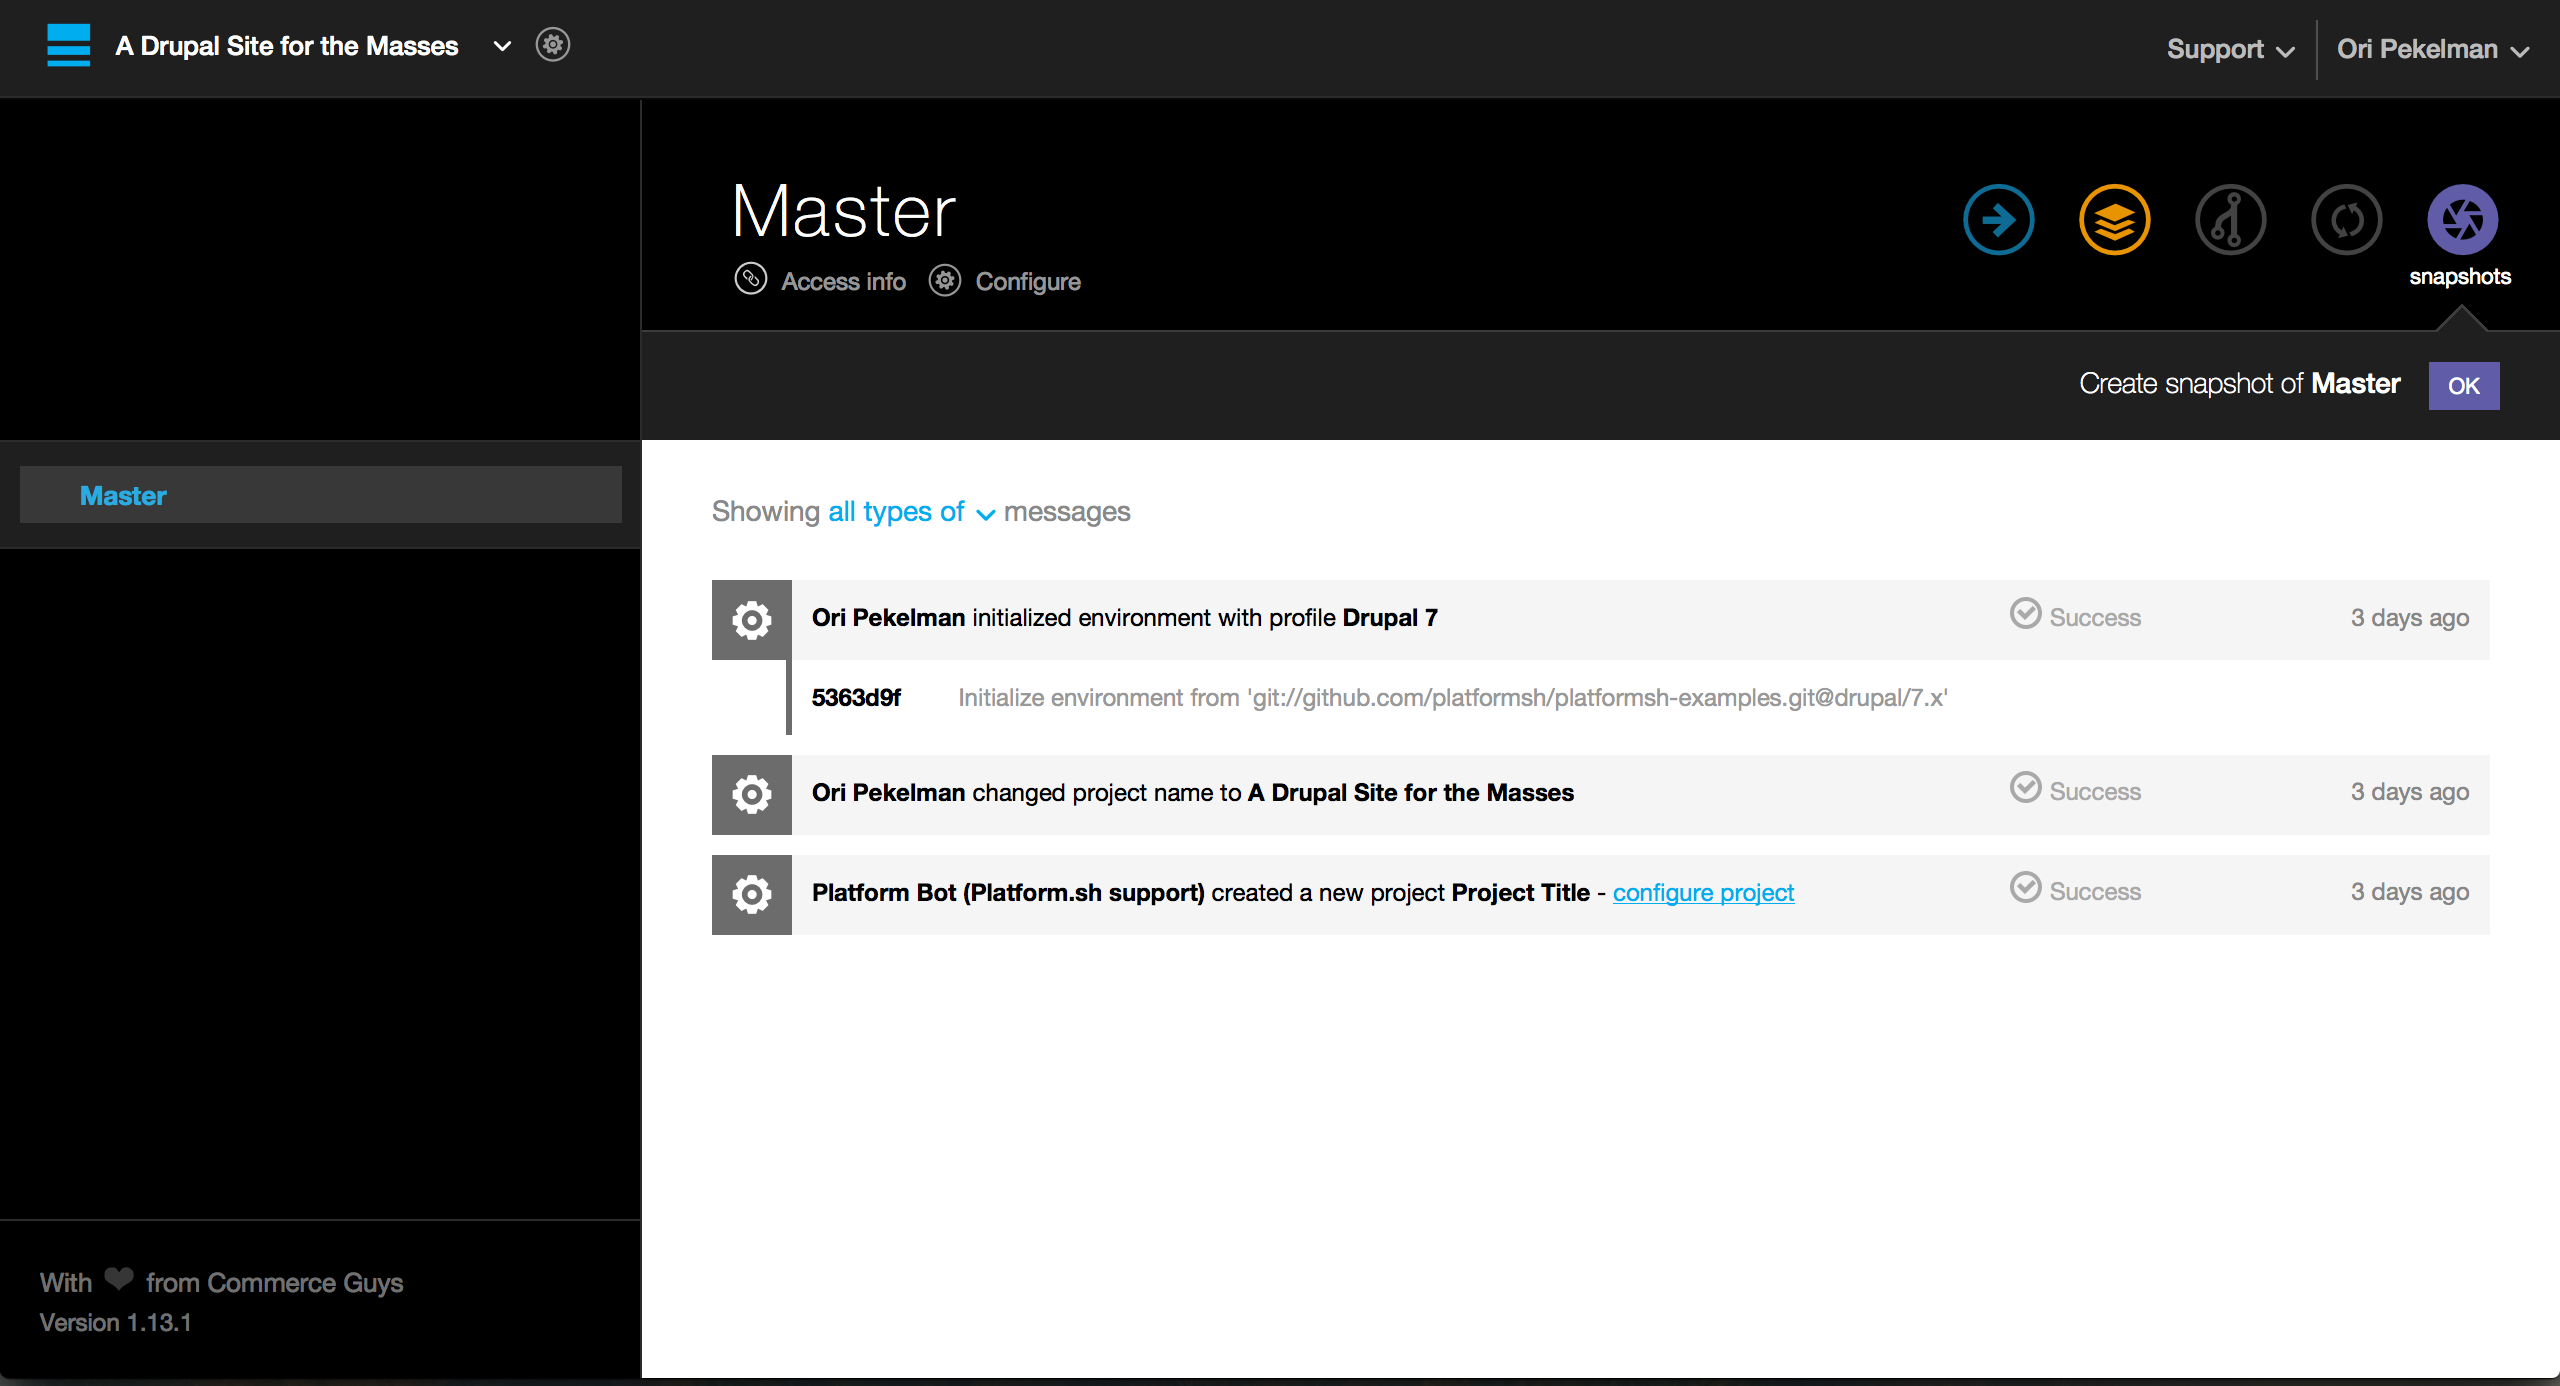 A Drupal Site for the Masses
Support
Ori Pekelman
Master
Access info
Configure
snapshots
Create snapshot of Master
OK
Master
Showing all types of messages
Ori Pekelman initialized environment with profile Drupal 7
Success
3 days ago
5363d9f
Initialize environment from 'git://github.com/platformsh/platformsh-examples.git@drupal/7.x'
Ori Pekelman changed project name to A Drupal Site for the Masses
Success
3 days ago
Platform Bot (Platform.sh support) created a new project Project Title - configure project
Success
3 days ago
With ❤ from Commerce Guys
Version 1.13.1